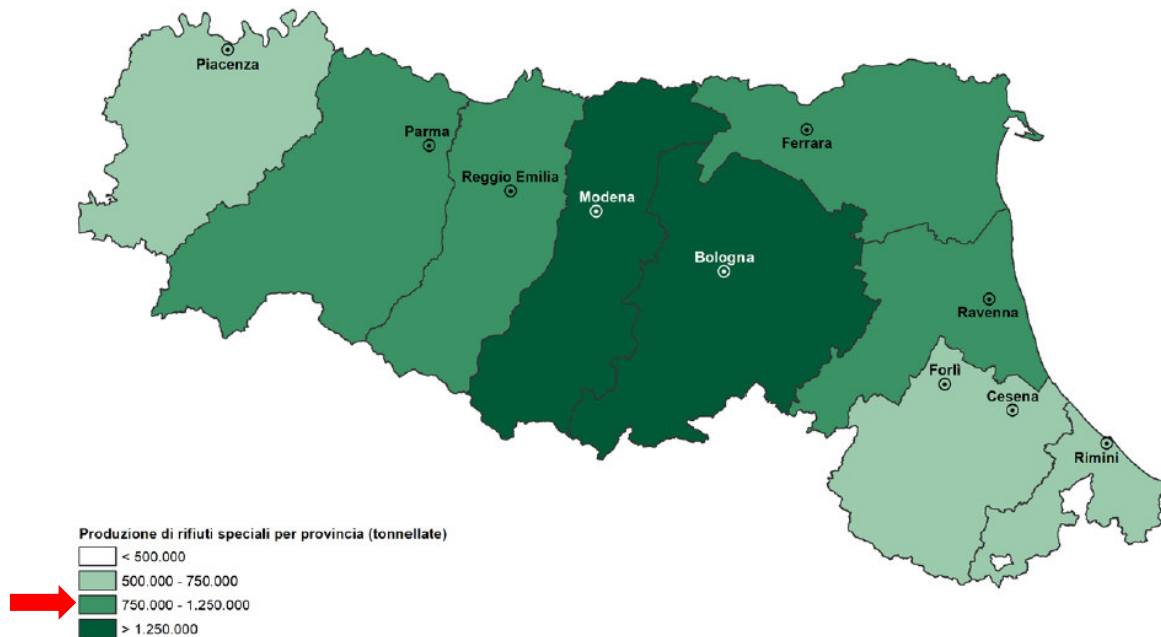 Piacenza
Parma
Ferrara
Reggio Emilia
Modena
Bologna
Ravenna
Forlì
Cesena
Rimini
Produzione di rifiuti speciali per provincia (tonnellate)
< 500.000
500.000 - 750.000
750.000 - 1.250.000
> 1.250.000